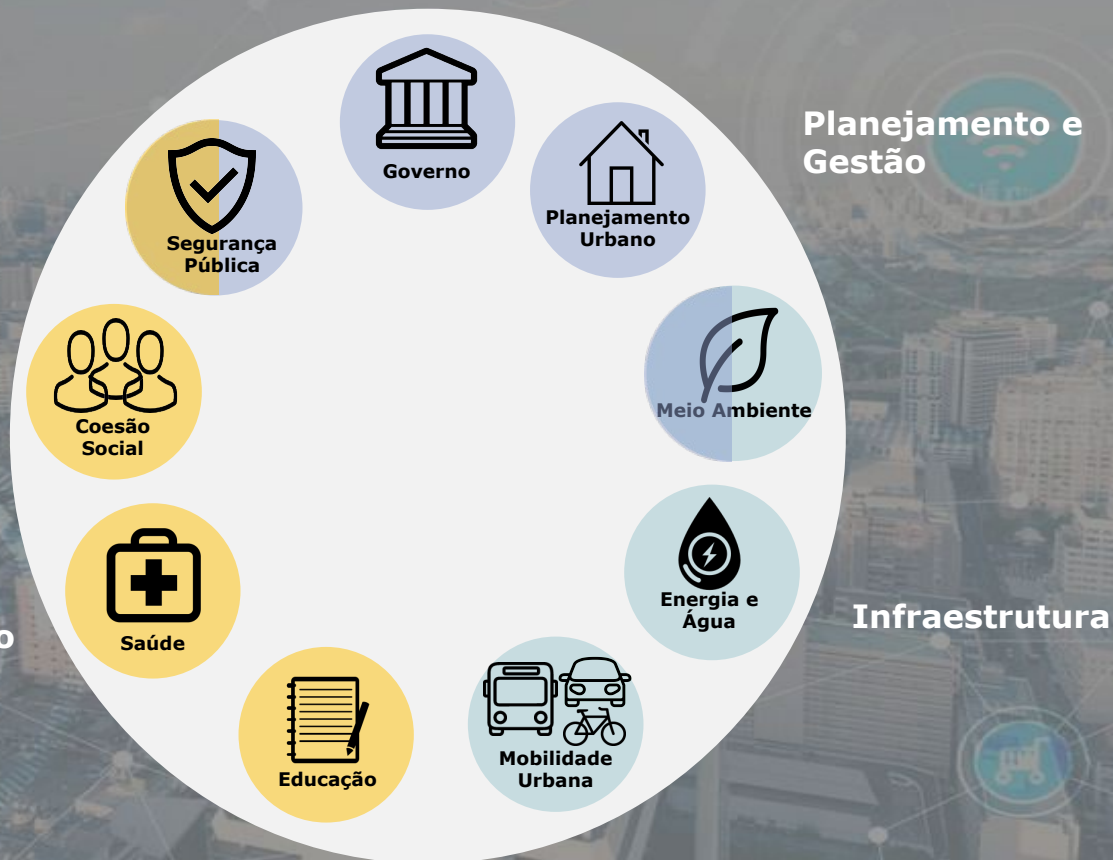 Governo
Planejamento e
Gestão
Planejamento
Urbano
Segurança
Pública
Meio Ambiente
Coesão
Social
Energia e
Água
Infraestrutura
Saúde
Mobilidade
Urbana
Educação